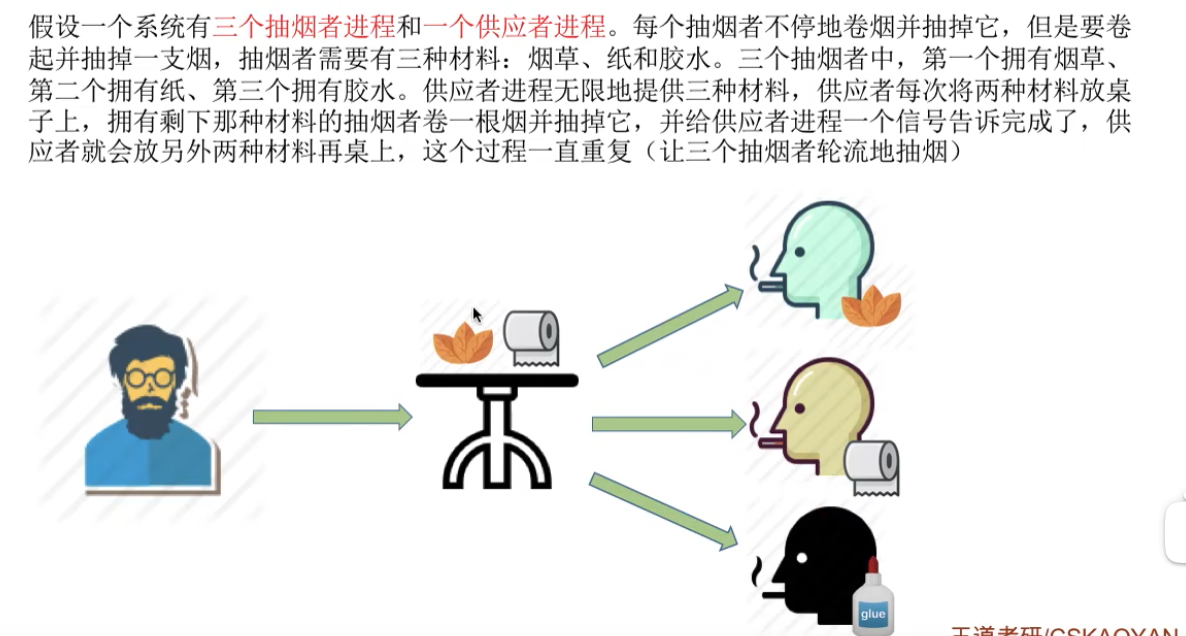 假设一个系统有三个抽烟者进程和一个供应者进程。每个抽烟者不停地卷烟并抽掉它，但是要卷
起并抽掉一支烟，抽烟者需要有三种材料：烟草、纸和胶水。三个抽烟者中，第一个拥有烟草、
第二个拥有纸、第三个拥有胶水。供应者进程无限地提供三种材料，供应者每次将两种材料放桌
子上，拥有剩下那种材料的抽烟者卷一根烟并抽掉它，并给供应者进程一个信号告诉完成了，供
应者就会放另外两种材料再桌上，这个过程一直重复（让三个抽烟者轮流地抽烟）
glue
王道考研/CSKAOYAN